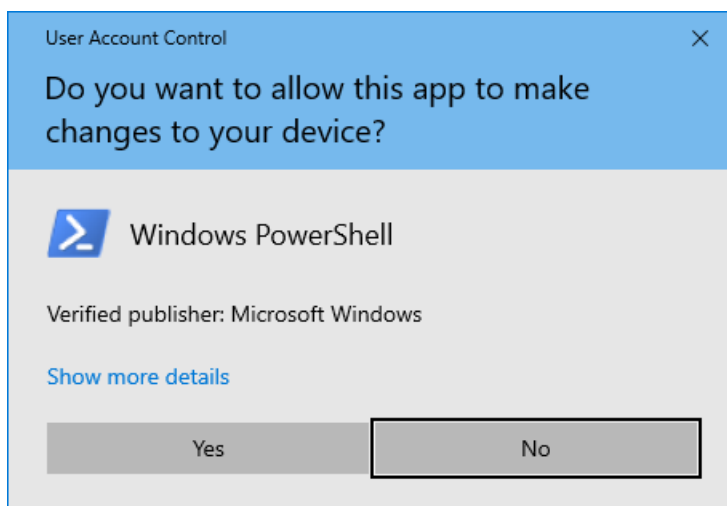 User Account Control
Do you want to allow this app to make
changes to your device?
Windows PowerShell
Verified publisher: Microsoft Windows
Show more details
Yes
No